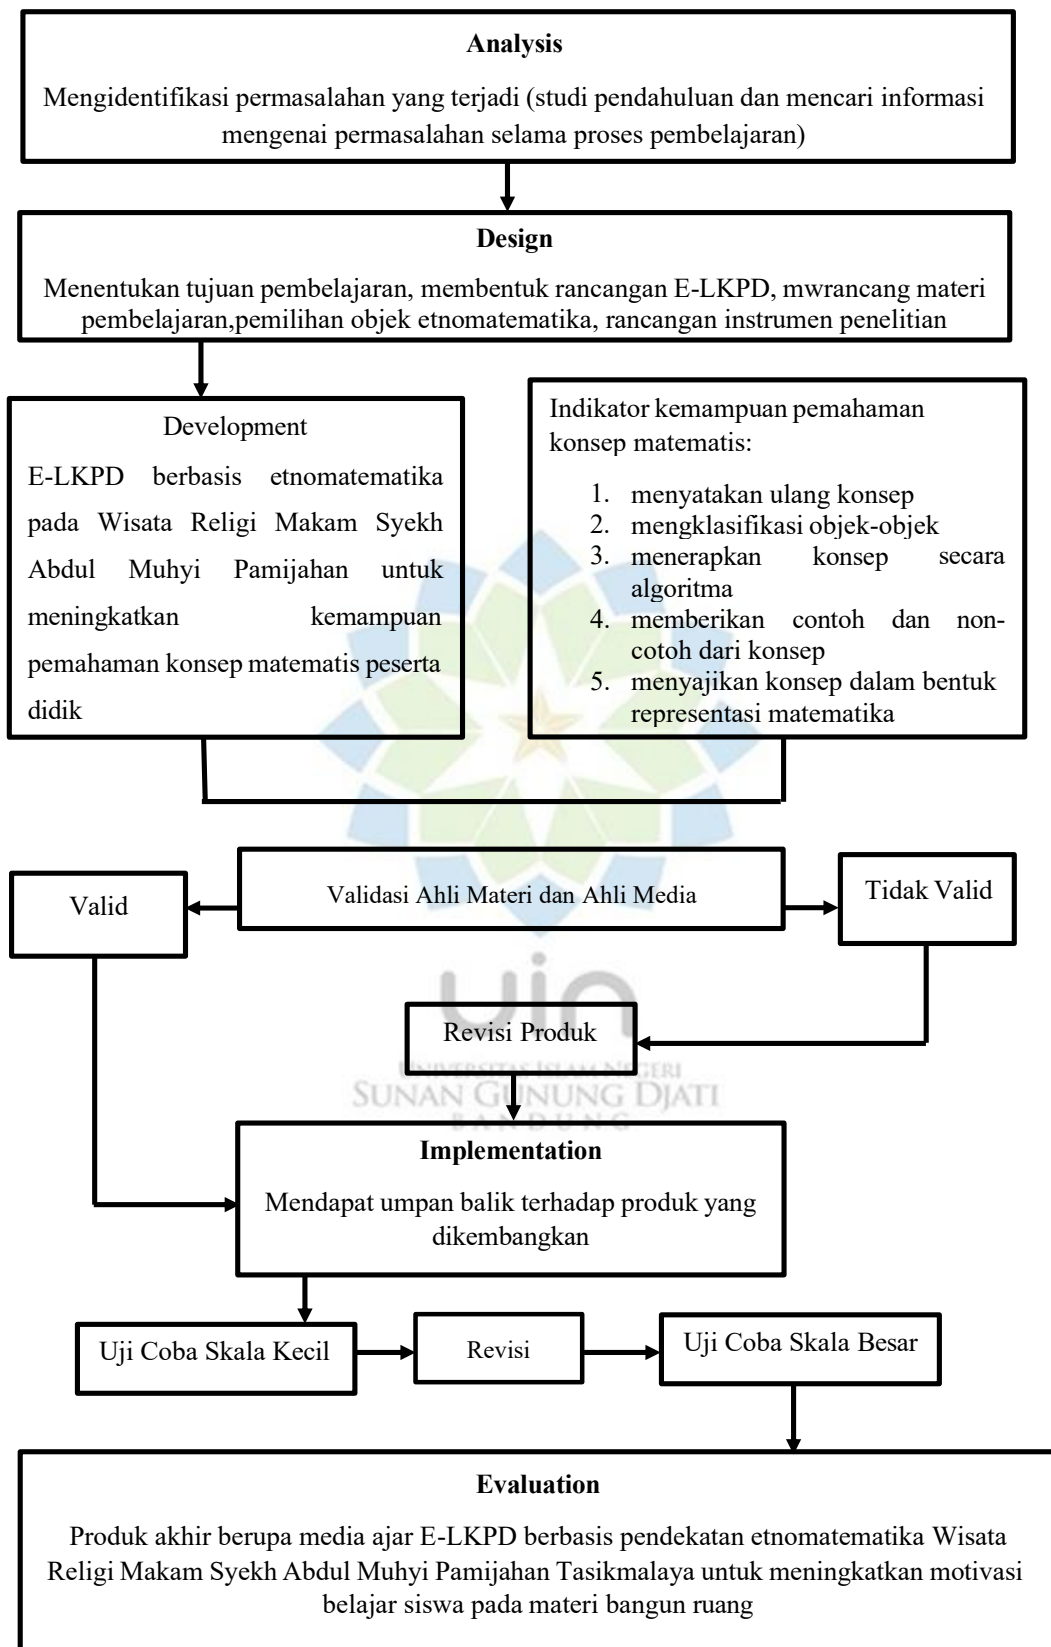 Analysis
Mengidentifikasi permasalahan yang terjadi (studi pendahuluan dan mencari informasi
mengenai permasalahan selama proses pembelajaran)
Design
Menentukan tujuan pembelajaran, membentuk rancangan E-LKPD, mwrancang materi
pembelajaran,pemilihan objek etnomatematika, rancangan instrumen penelitian
Development
E-LKPD berbasis etnomatematika
pada Wisata Religi Makam Syekh
Abdul Muhyi Pamijahan untuk
meningkatkan kemampuan
pemahaman konsep matematis peserta
didik
Indikator kemampuan pemahaman
konsep matematis:
1. menyatakan ulang konsep
2. mengklasifikasi objek-objek
3. menerapkan konsep secara
algoritma
4. memberikan contoh dan non-
cotoh dari konsep
5. menyajikan konsep dalam bentuk
representasi matematika
Valid
Validasi Ahli Materi dan Ahli Media
Tidak Valid
uin
Revisi Produk
UNIVERSITAS ISLAM NEGERI
SUNAN GUNUNG DJATI
BANDUNG
Implementation
Mendapat umpan balik terhadap produk yang
dikembangkan
Uji Coba Skala Kecil
Revisi
Uji Coba Skala Besar
Evaluation
Produk akhir berupa media ajar E-LKPD berbasis pendekatan etnomatematika Wisata
Religi Makam Syekh Abdul Muhyi Pamijahan Tasikmalaya untuk meningkatkan motivasi
belajar siswa pada materi bangun ruang